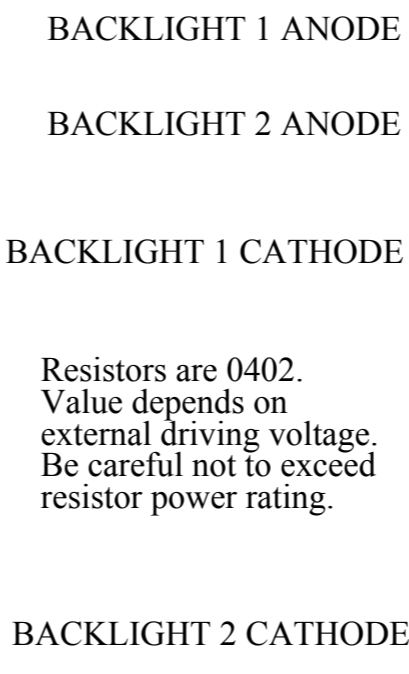 BACKLIGHT 1 ANODE
BACKLIGHT 2 ANODE
BACKLIGHT 1 CATHODE
Resistors are 0402.
Value depends on
external driving voltage.
Be careful not to exceed
resistor power rating.
BACKLIGHT 2 CATHODE